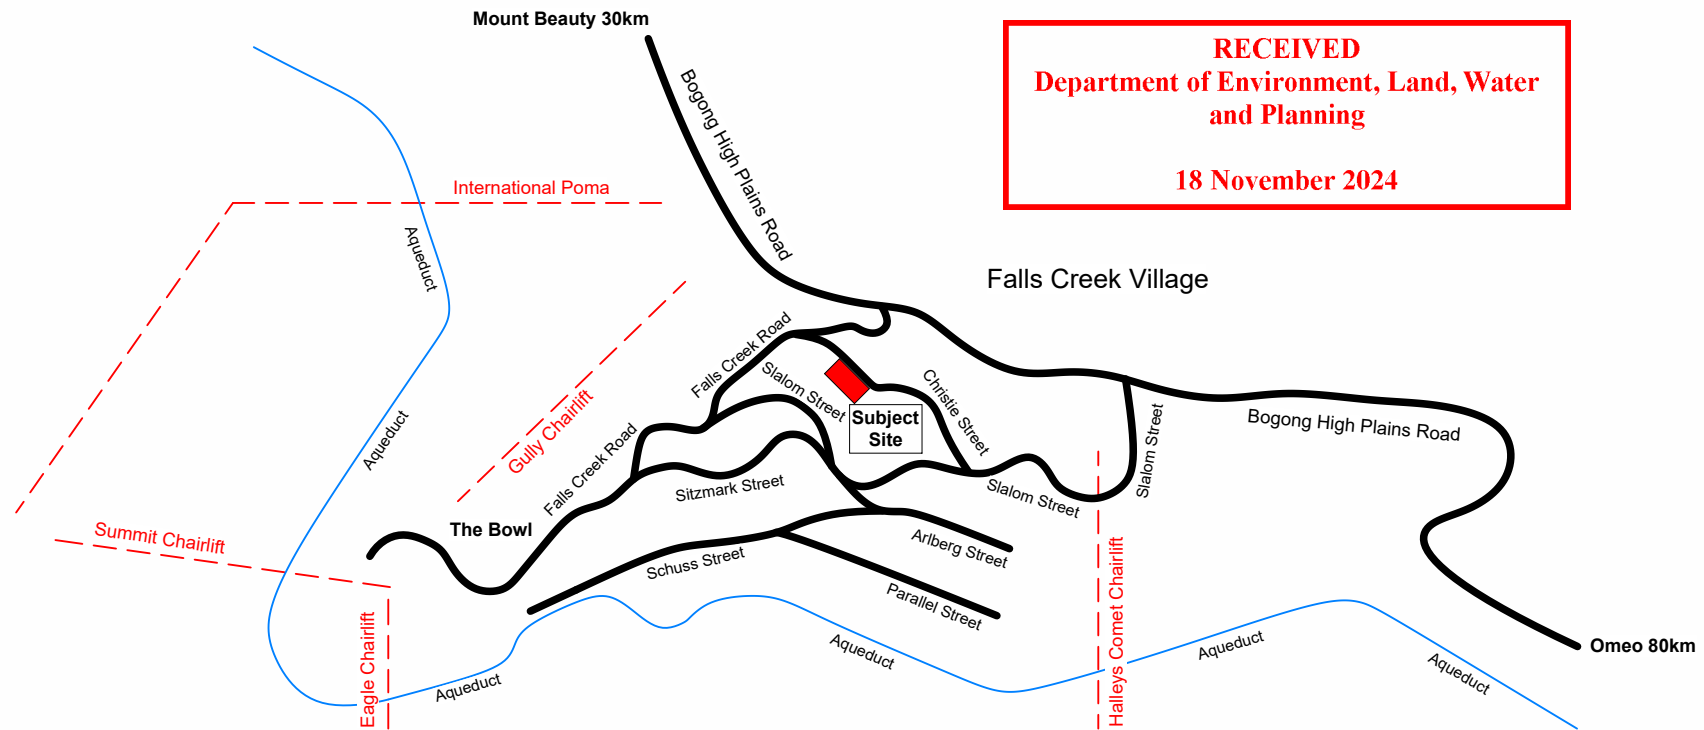 Mount Beauty 30km
RECEIVED
Department of Environment, Land, Water
and Planning
18 November 2024
Bogong High Plains Road
International Poma
Aqueduct
Falls Creek Village
Falls Creek Road
Slalom Street
Christie Street
Subject
Site
Gully Chairlift
Aqueduct
Falls Creek Road
Slalom Street
Bogong High Plains Road
Sitzmark Street
Slalom Street
The Bowl
Summit Chairlift
Schuss Street
Arlberg Street
Parallel Street
Halleys Comet Chairlift
Eagle Chairlift
Aqueduct
Aqueduct
Aqueduct
Aqueduct
Omeo 80km